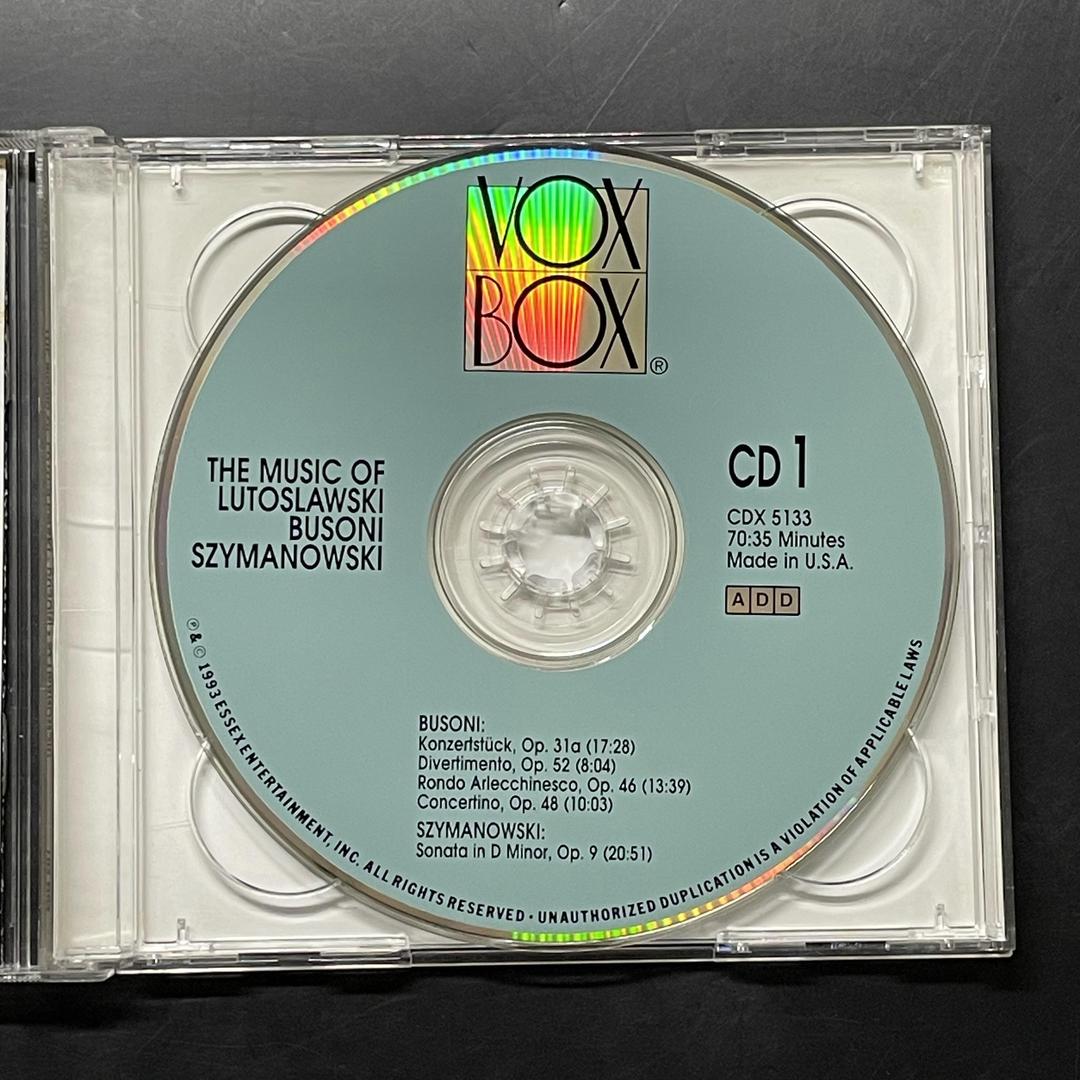 VOX
BOX®
THE MUSIC OF
LUTOSLAWSKI
BUSONI
SZYMANOWSKI
CD 1
CDX 5133
70:35 Minutes
Made in U.S.A.
ADD
BUSONI:
Konzertstück, Op. 31a (17:28)
Divertimento, Op. 52 (8:04)
Rondo Arlecchinesco, Op. 46 (13:39)
Concertino, Op. 48 (10:03)
SZYMANOWSKI:
Sonata in D Minor, Op. 9 (20:51)
℗ & © 1993 ESSEX ENTERTAINMENT, INC. ALL RIGHTS RESERVED • UNAUTHORIZED DUPLICATION IS A VIOLATION OF APPLICABLE LAWS